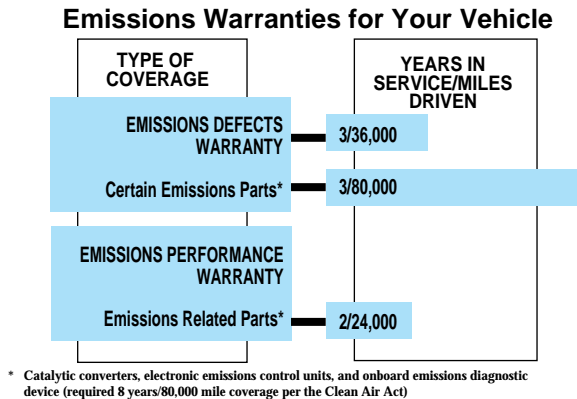 Emissions Warranties for Your Vehicle
TYPE OF
COVERAGE
YEARS IN
SERVICE/MILES
DRIVEN
EMISSIONS DEFECTS
WARRANTY
3/36,000
Certain Emissions Parts*
3/80,000
EMISSIONS PERFORMANCE
WARRANTY
Emissions Related Parts*
2/24,000
* Catalytic converters, electronic emissions control units, and onboard emissions diagnostic
device (required 8 years/80,000 mile coverage per the Clean Air Act)